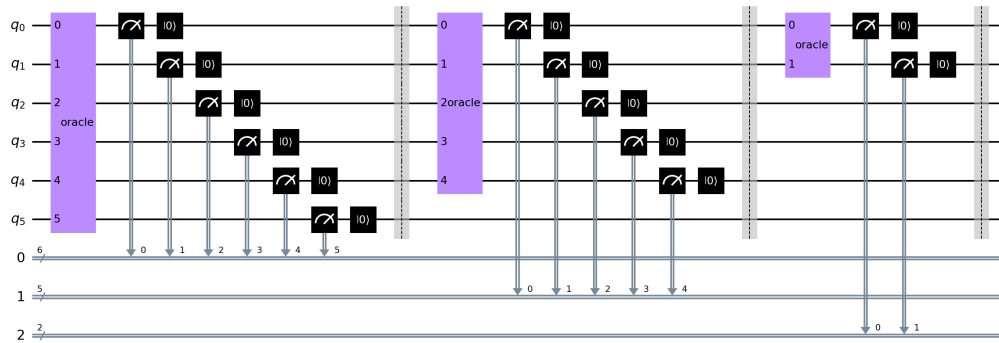 q0 0 |0⟩ 0 |0⟩ 0 |0⟩
oracle
q1 1 |0⟩ 1 |0⟩ 1 |0⟩
q2 2 |0⟩ 2oracle |0⟩
oracle
q3 3 |0⟩ 3 |0⟩
q4 4 |0⟩ 4 |0⟩
q5 5 |0⟩
6 0 1 2 3 4 5
0
5 0 1 2 3 4
1
2 0 1
2